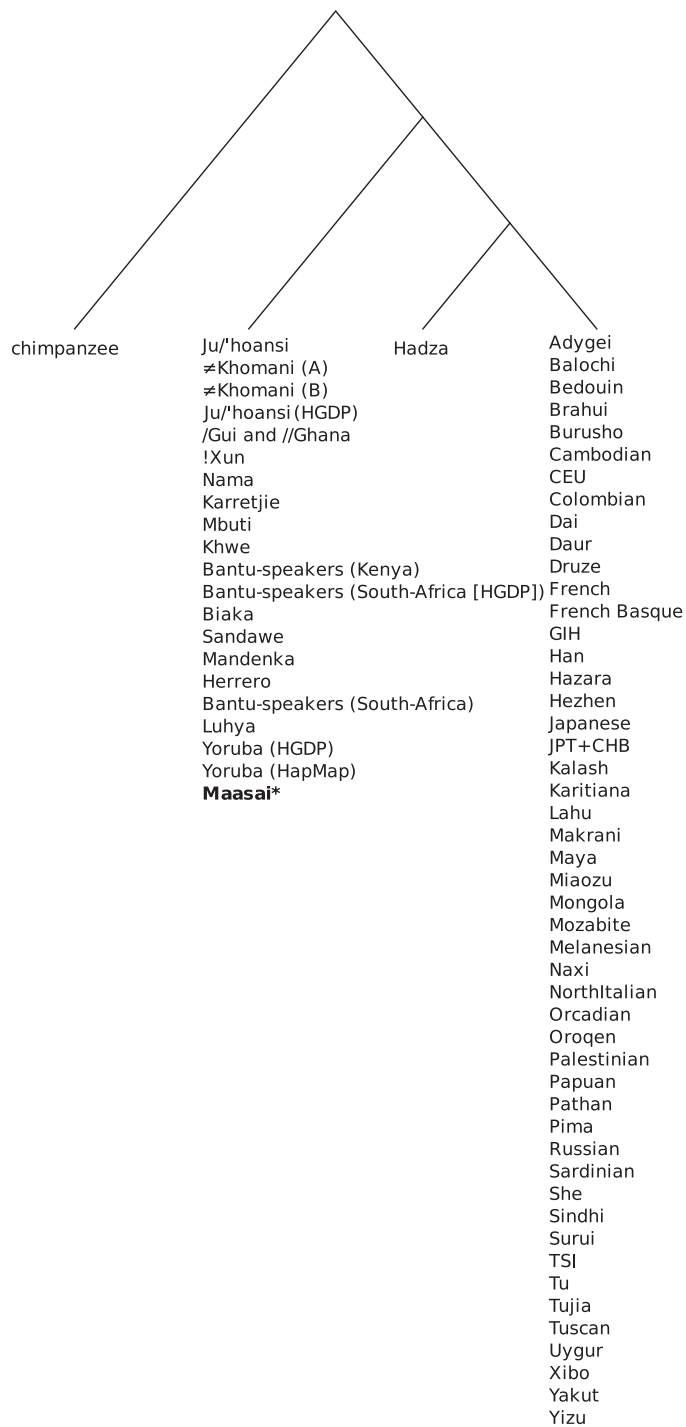 chimpanzee
Ju/'hoansi
≠Khomani (A)
≠Khomani (B)
Ju/'hoansi (HGDP)
/Gui and //Ghana
!Xun
Nama
Karretjie
Mbuti
Khwe
Bantu-speakers (Kenya)
Bantu-speakers (South-Africa [HGDP])
Biaka
Sandawe
Mandenka
Herrero
Bantu-speakers (South-Africa)
Luhya
Yoruba (HGDP)
Yoruba (HapMap)
Maasai*
Hadza
Adygei
Balochi
Bedouin
Brahui
Burusho
Cambodian
CEU
Colombian
Dai
Daur
Druze
French
French Basque
GIH
Han
Hazara
Hezhen
Japanese
JPT+CHB
Kalash
Karitiana
Lahu
Makrani
Maya
Miaozu
Mongola
Mozabite
Melanesian
Naxi
NorthItalian
Orcadian
Oroqen
Palestinian
Papuan
Pathan
Pima
Russian
Sardinian
She
Sindhi
Surui
TSI
Tu
Tujia
Tuscan
Uygur
Xibo
Yakut
Yizu